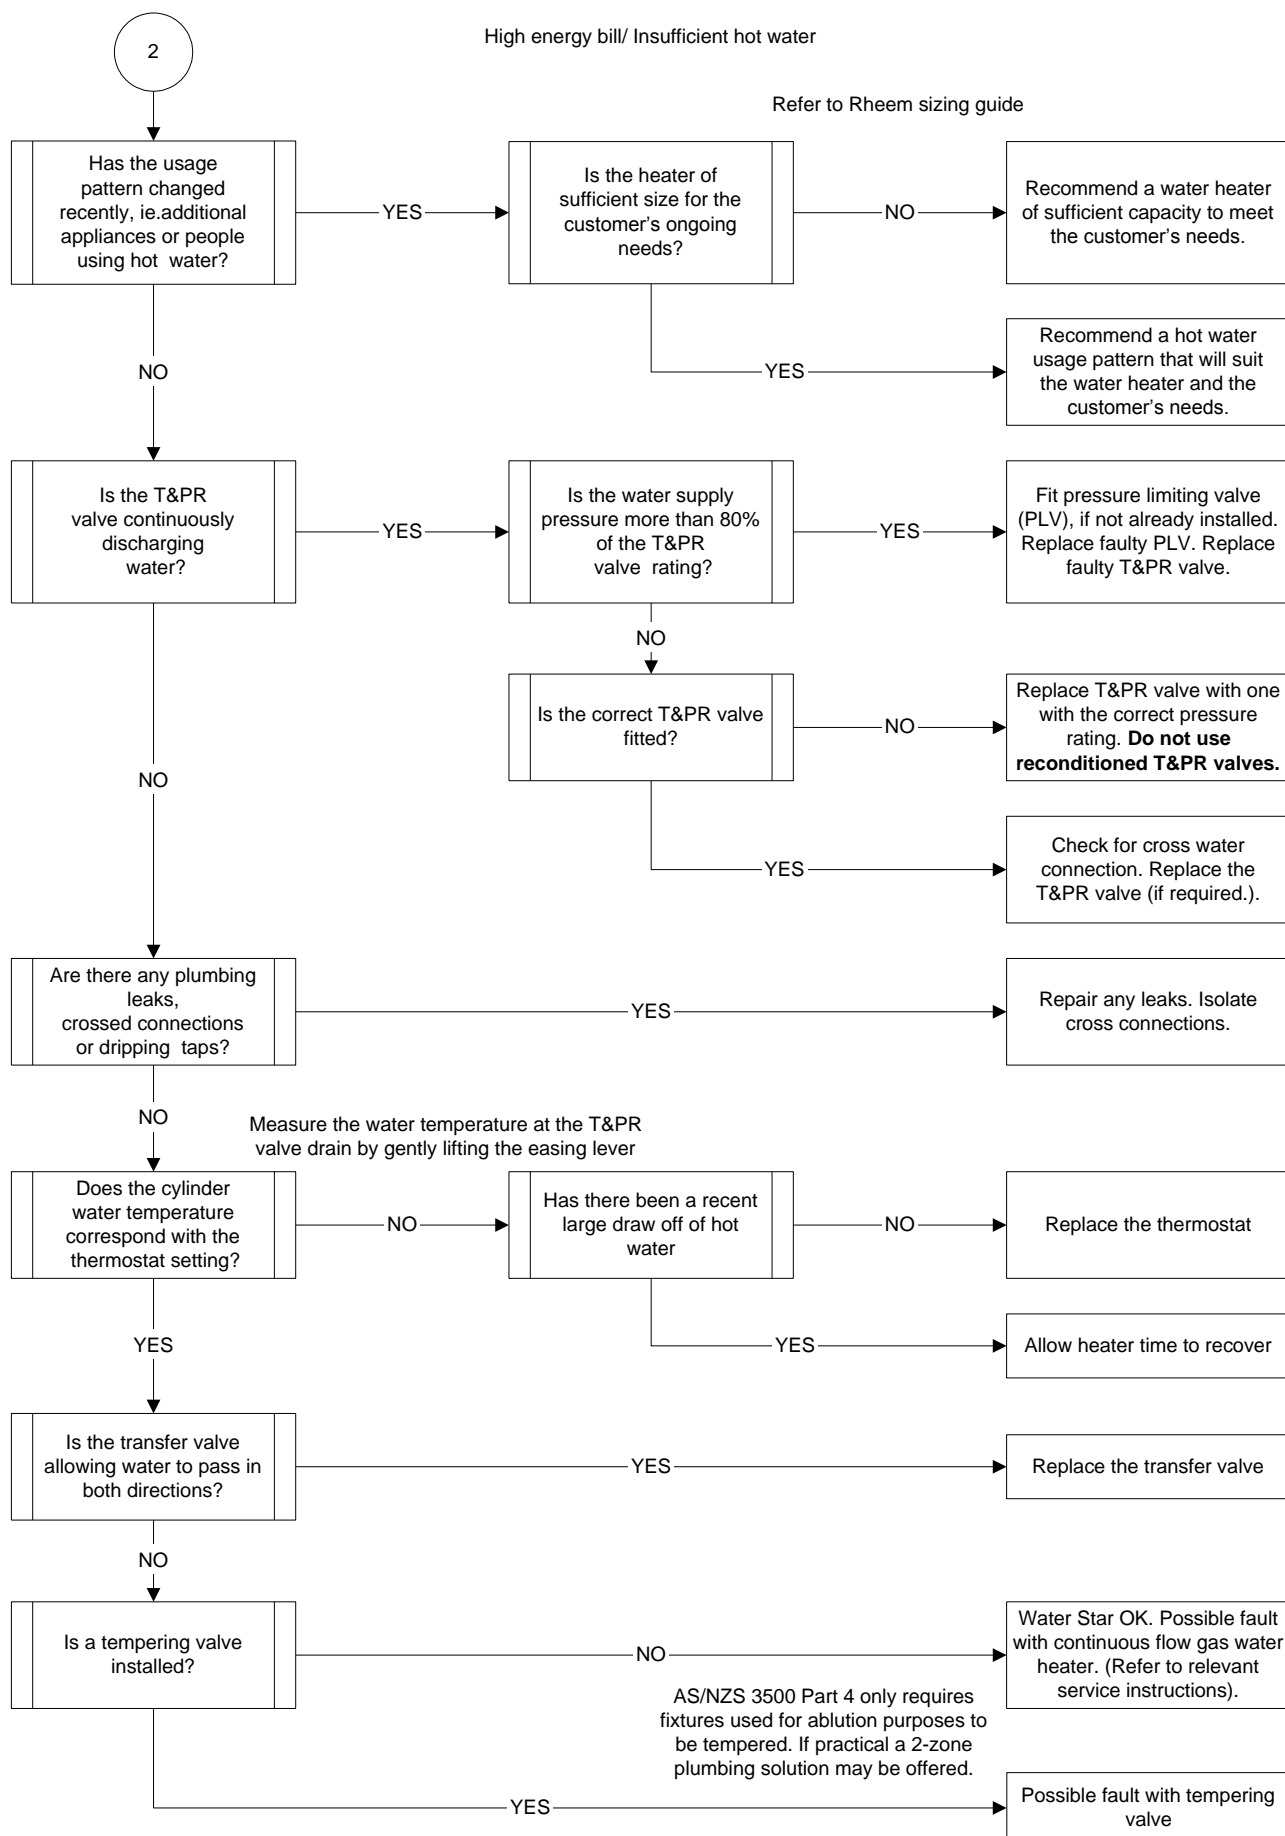 2
High energy bill/ Insufficient hot water
Refer to Rheem sizing guide
Has the usage
pattern changed
recently, ie.additional
appliances or people
using hot  water?
YES
Is the heater of
sufficient size for the
customer's ongoing
needs?
NO
Recommend a water heater
of sufficient capacity to meet
the customer's needs.
YES
Recommend a hot water
usage pattern that will suit
the water heater and the
customer's needs.
NO
Is the T&PR
valve continuously
discharging
water?
YES
Is the water supply
pressure more than 80%
of the T&PR
valve  rating?
YES
Fit pressure limiting valve
(PLV), if not already installed.
Replace faulty PLV. Replace
faulty T&PR valve.
NO
Is the correct T&PR valve
fitted?
NO
Replace T&PR valve with one
with the correct pressure
rating. Do not use
reconditioned T&PR valves.
NO
YES
Check for cross water
connection. Replace the
T&PR valve (if required.).
Are there any plumbing
leaks,
crossed connections
or dripping  taps?
YES
Repair any leaks. Isolate
cross connections.
NO
Measure the water temperature at the T&PR
valve drain by gently lifting the easing lever
Does the cylinder
water temperature
correspond with the
thermostat setting?
NO
Has there been a recent
large draw off of hot
water
NO
Replace the thermostat
YES
YES
Allow heater time to recover
Is the transfer valve
allowing water to pass in
both directions?
YES
Replace the transfer valve
NO
Is a tempering valve
installed?
NO
Water Star OK. Possible fault
with continuous flow gas water
heater. (Refer to relevant
service instructions).
AS/NZS 3500 Part 4 only requires
fixtures used for ablution purposes to
be tempered. If practical a 2-zone
plumbing solution may be offered.
YES
Possible fault with tempering
valve